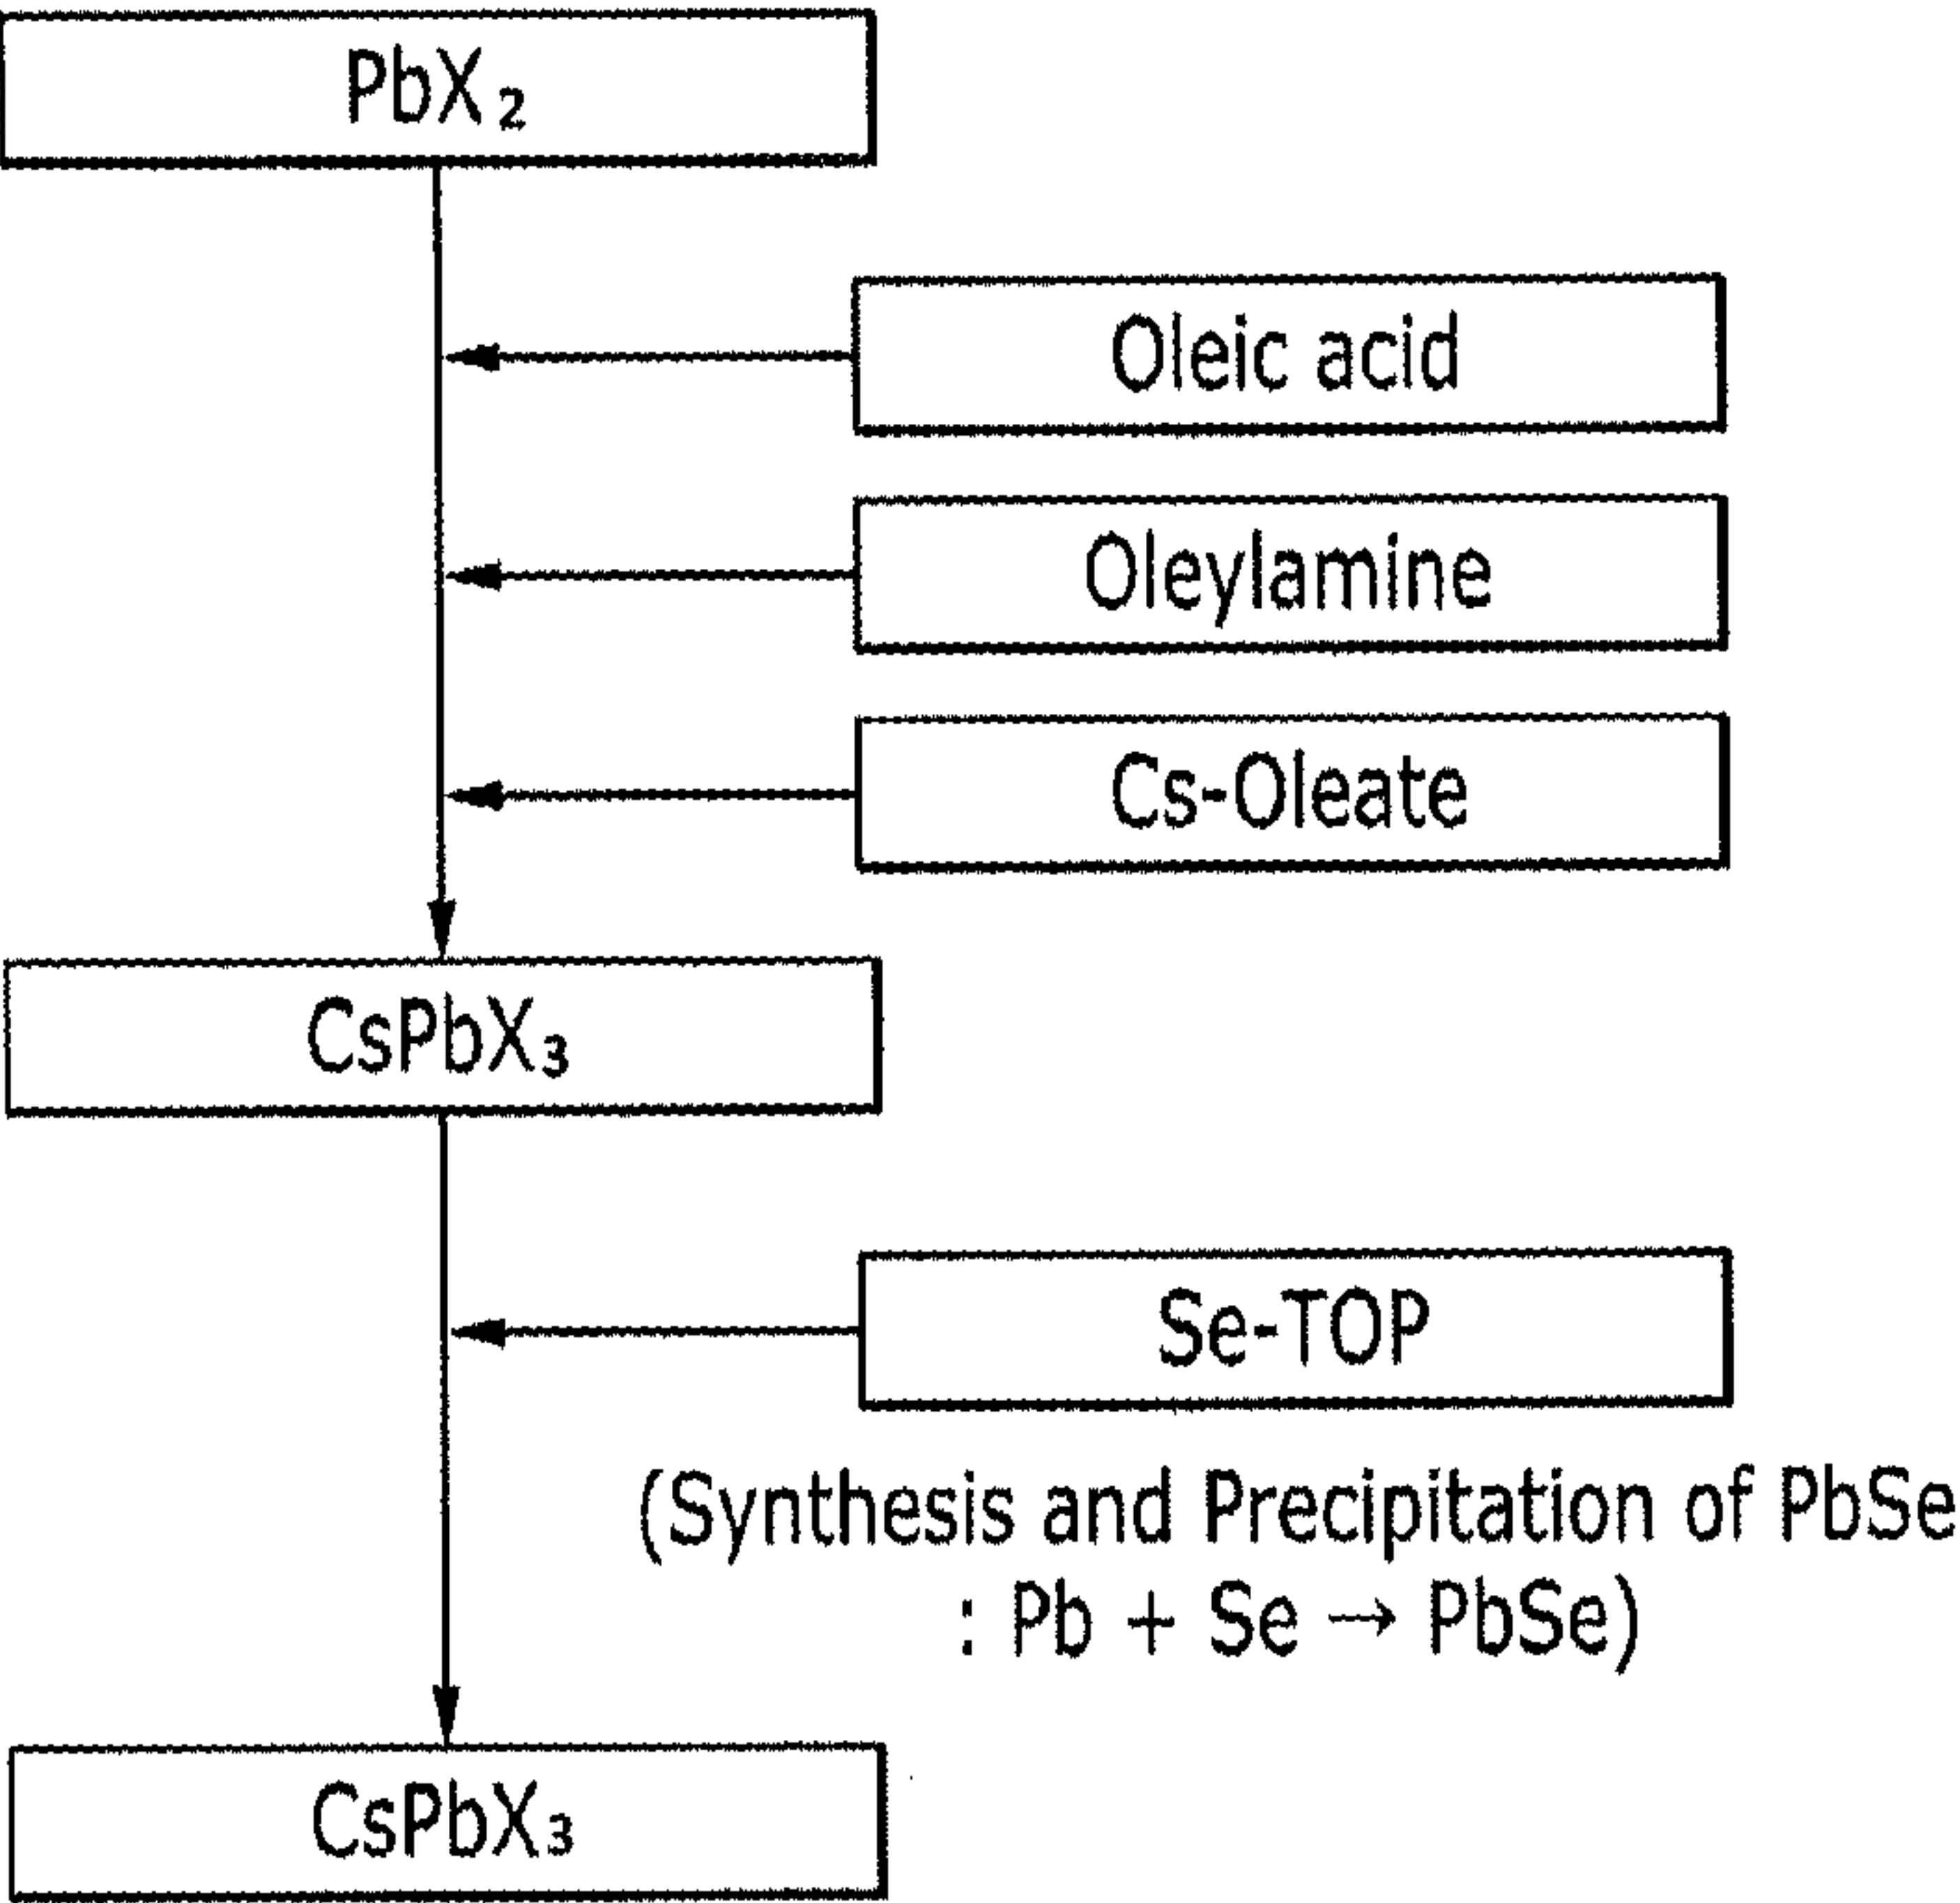 PbX₂
Oleic acid
Oleylamine
Cs-Oleate
CsPbX₃
Se-TOP
(Synthesis and Precipitation of PbSe
: Pb + Se → PbSe)
CsPbX₃